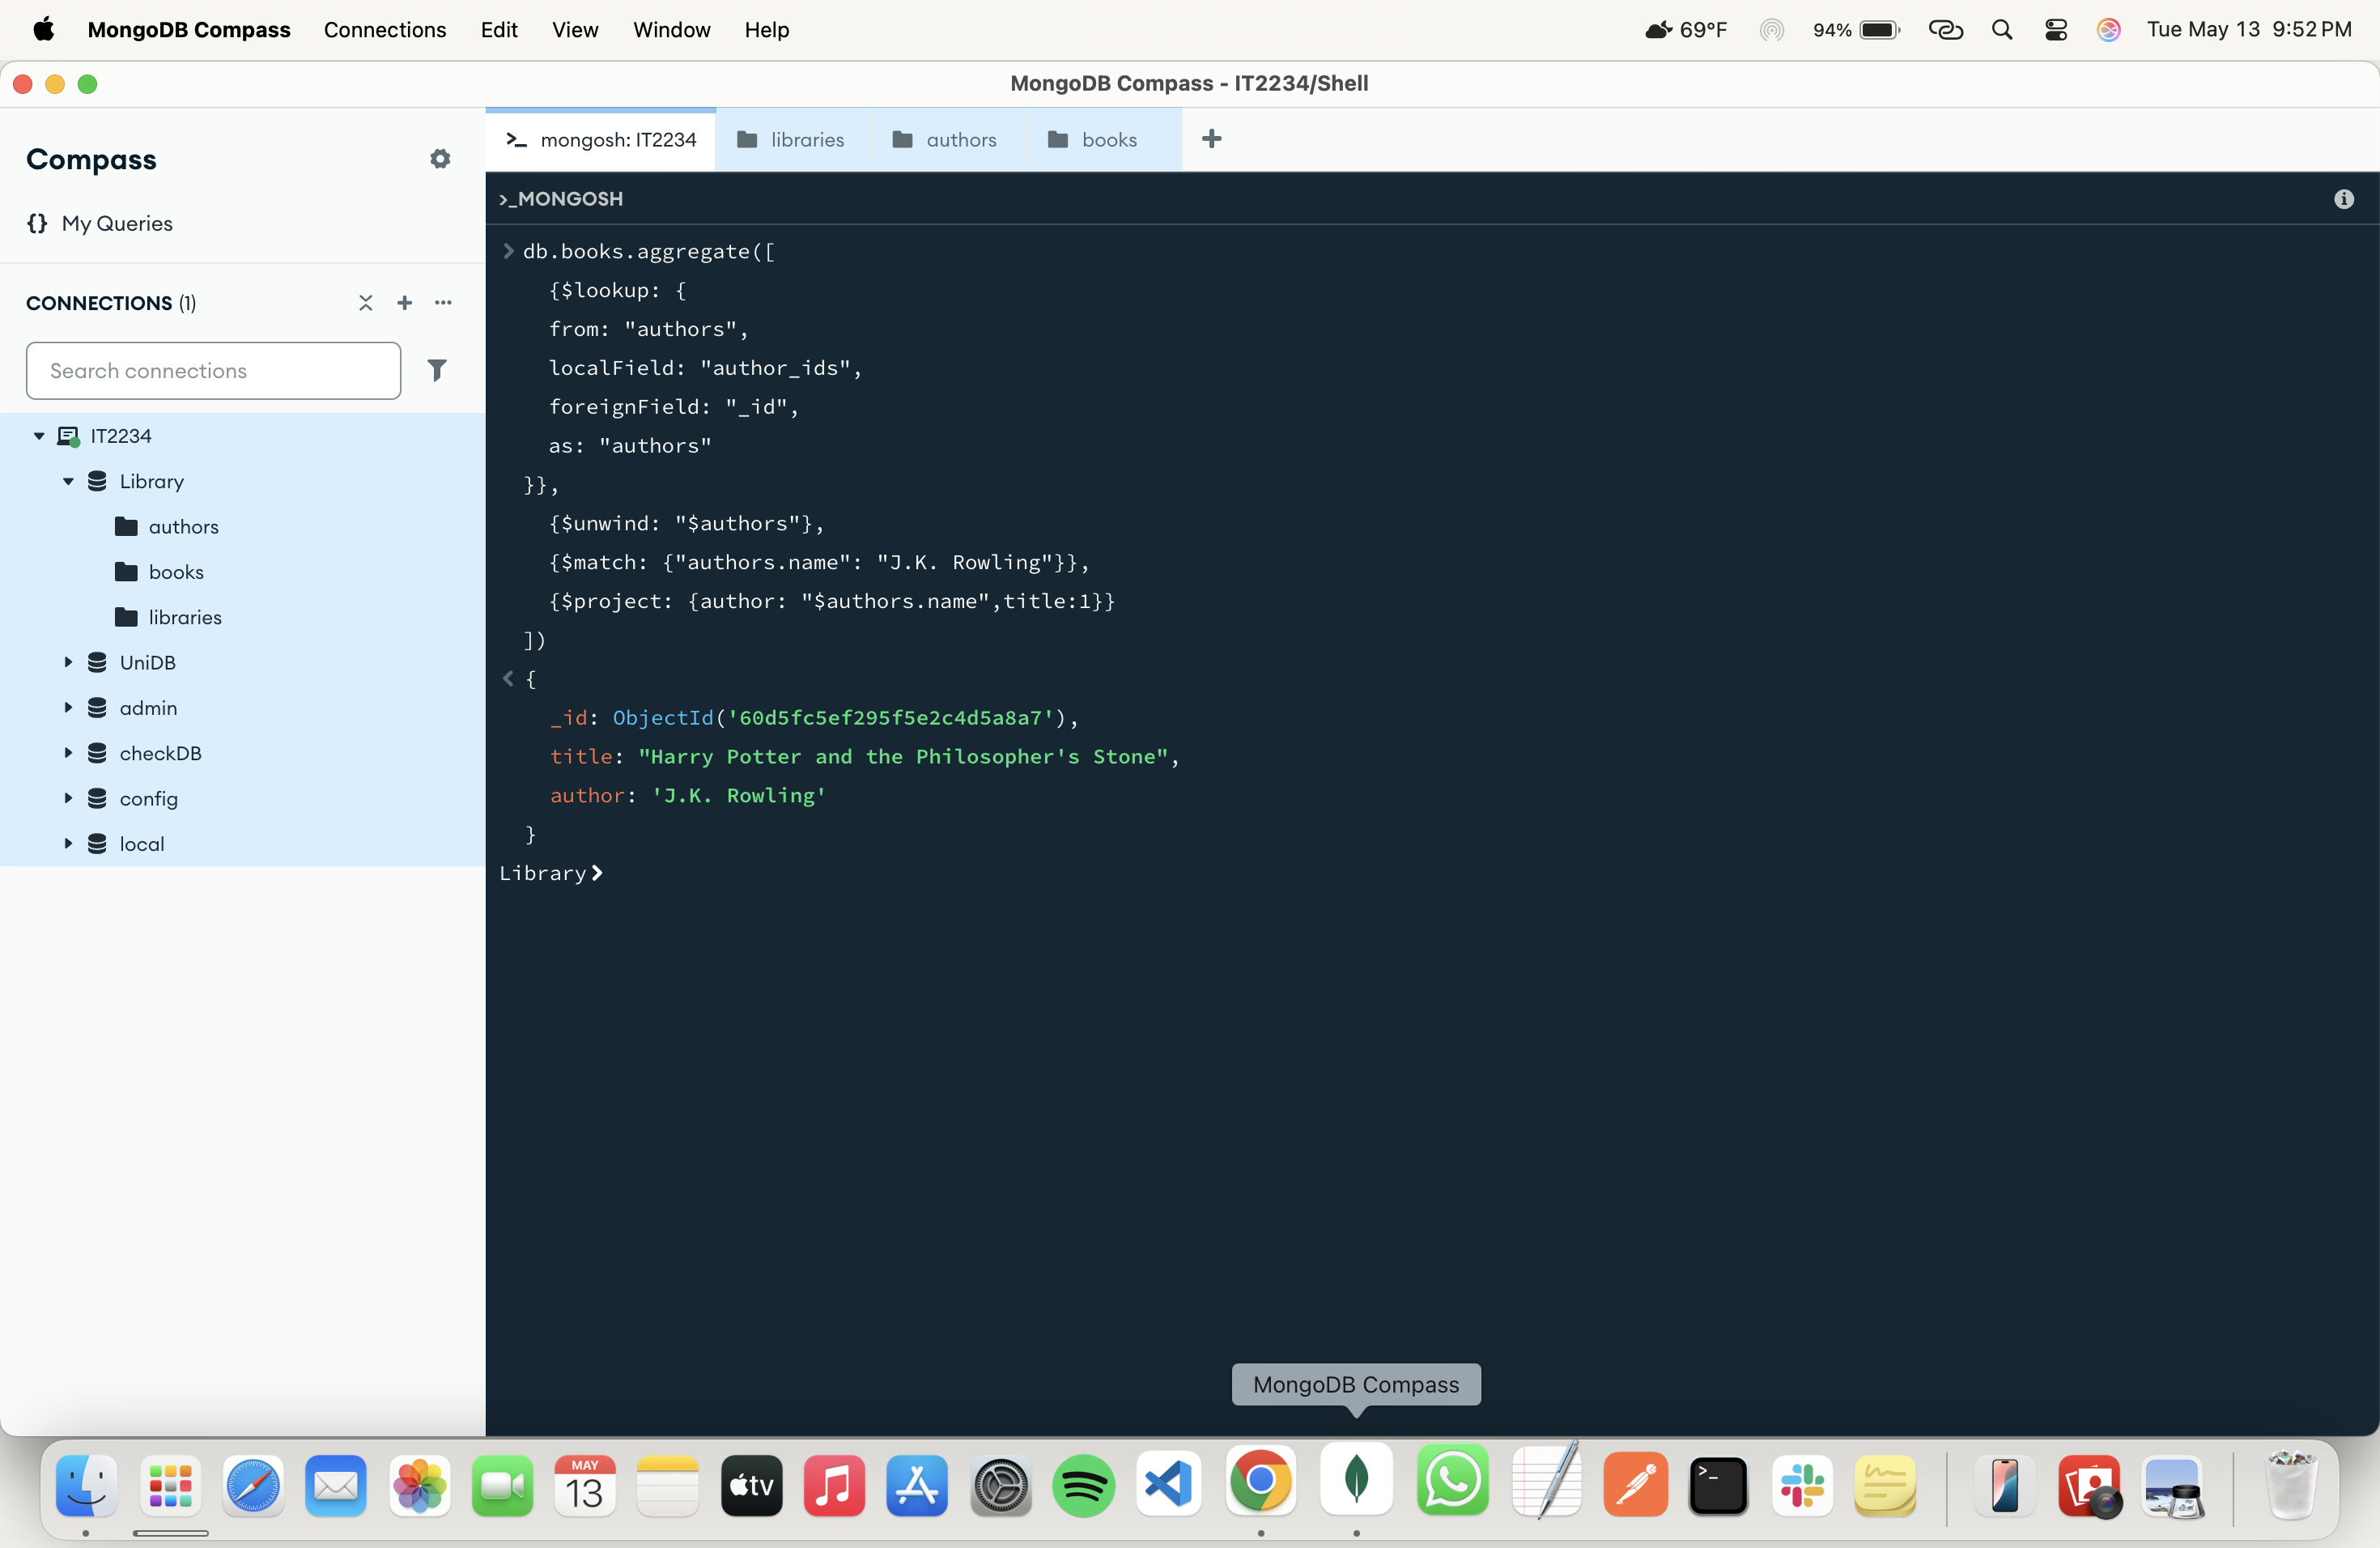 MongoDB Compass Connections Edit View Window Help 69°F 94% Tue May 13 9:52 PM
MongoDB Compass - IT2234/Shell
Compass
My Queries
CONNECTIONS (1)
Search connections
IT2234
Library
authors
books
libraries
UniDB
admin
checkDB
config
local
mongosh: IT2234 libraries authors books
>_MONGOSH
db.books.aggregate([
{$lookup: {
from: "authors",
localField: "author_ids",
foreignField: "_id",
as: "authors"
}},
{$unwind: "$authors"},
{$match: {"authors.name": "J.K. Rowling"}},
{$project: {author: "$authors.name",title:1}}
])
{
_id: ObjectId('60d5fc5ef295f5e2c4d5a8a7'),
title: "Harry Potter and the Philosopher's Stone",
author: 'J.K. Rowling'
}
Library>
MongoDB Compass
MAY
13
tv